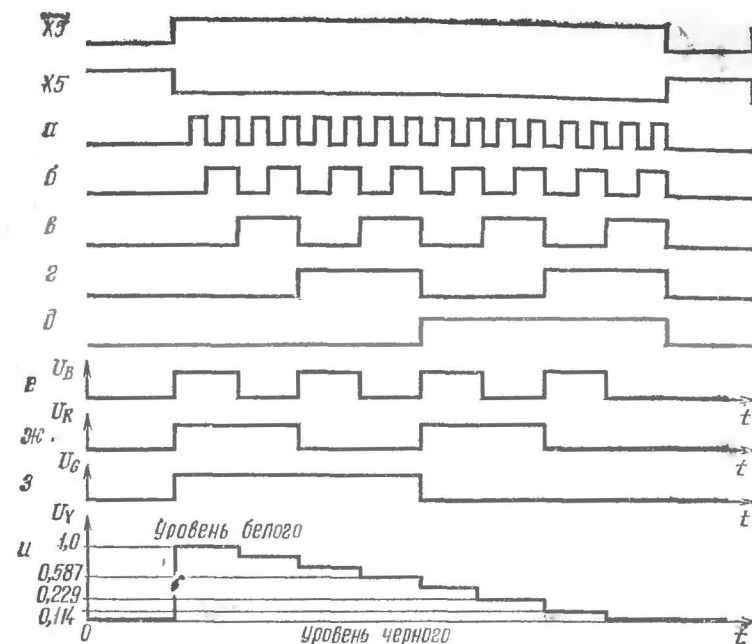 X5
X5
а
б
в
г
д
е U_B
t
ж U_R
t
з U_G
t
и U_Y
Уровень белого
1,0
0,587
0,229
0,114
0
Уровень черного
t